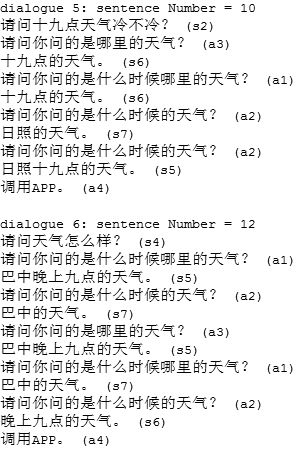 dialogue 5: sentence Number = 10
请问十九点天气冷不冷？ (s2)
请问你问的是哪里的天气？ (a3)
十九点的天气。 (s6)
请问你问的是什么时候哪里的天气？ (a1)
十九点的天气。 (s6)
请问你问的是什么时候的天气？ (a2)
日照的天气。 (s7)
请问你问的是什么时候的天气？ (a2)
日照十九点的天气。 (s5)
调用APP。 (a4)
dialogue 6: sentence Number = 12
请问天气怎么样？ (s4)
请问你问的是什么时候哪里的天气？ (a1)
巴中晚上九点的天气。 (s5)
请问你问的是什么时候的天气？ (a2)
巴中的天气。 (s7)
请问你问的是哪里的天气？ (a3)
巴中晚上九点的天气。 (s5)
请问你问的是什么时候哪里的天气？ (a1)
巴中的天气。 (s7)
请问你问的是什么时候的天气？ (a2)
晚上九点的天气。 (s6)
调用APP。 (a4)